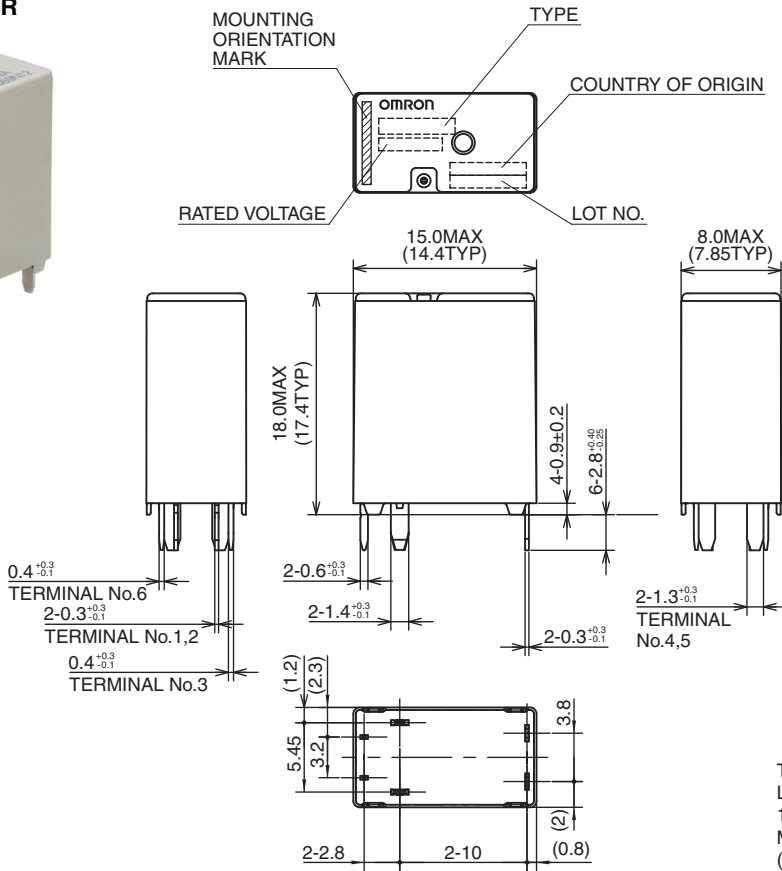 R
MOUNTING
ORIENTATION
MARK
TYPE
COUNTRY OF ORIGIN
OMRON
RATED VOLTAGE
LOT NO.
15.0MAX
(14.4TYP)
8.0MAX
(7.85TYP)
18.0MAX
(17.4TYP)
4-0.9±0.2
6-2.8+0.40-0.25
0.4+0.3-0.1
TERMINAL No.6
2-0.3+0.3-0.1
TERMINAL No.1,2
0.4+0.3-0.1
TERMINAL No.3
2-0.6+0.3-0.1
2-1.4+0.3-0.1
2-0.3+0.3-0.1
2-1.3+0.3-0.1
TERMINAL
No.4,5
(1.2)
(2.3)
5.45
3.2
3.8
(2)
2-2.8
2-10
(0.8)